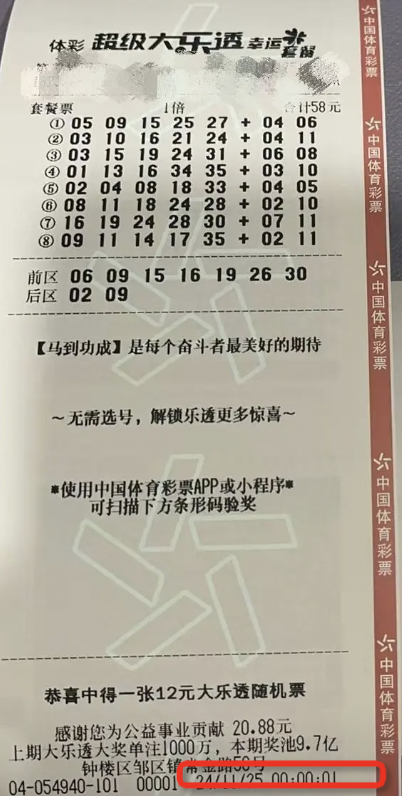 体彩 超级大乐透 幸运套餐
套餐票 1倍 合计58元
① 05 09 15 25 27 + 04 06
② 03 10 16 21 24 + 04 11
③ 03 15 19 24 31 + 06 08
④ 01 13 16 34 35 + 03 10
⑤ 02 04 08 18 33 + 04 05
⑥ 08 11 18 24 28 + 02 10
⑦ 16 19 24 28 30 + 07 11
⑧ 09 11 14 17 35 + 02 11
前区 06 09 15 16 19 26 30
后区 02 09
【马到功成】是每个奋斗者最美好的期待
～无需选号，解锁乐透更多惊喜～
*使用中国体育彩票APP或小程序*
可扫描下方条形码验奖
恭喜中得一张12元大乐透随机票
感谢您为公益事业贡献 20.88元
上期大乐透大奖单注1000万，本期奖池9.7亿
钟楼区邹区镇常金路56号
04-054940-101 00001 24/11/25 00:00:01
中国体育彩票
中国体育彩票
中国体育彩票
中国体育彩票
中国体育彩票